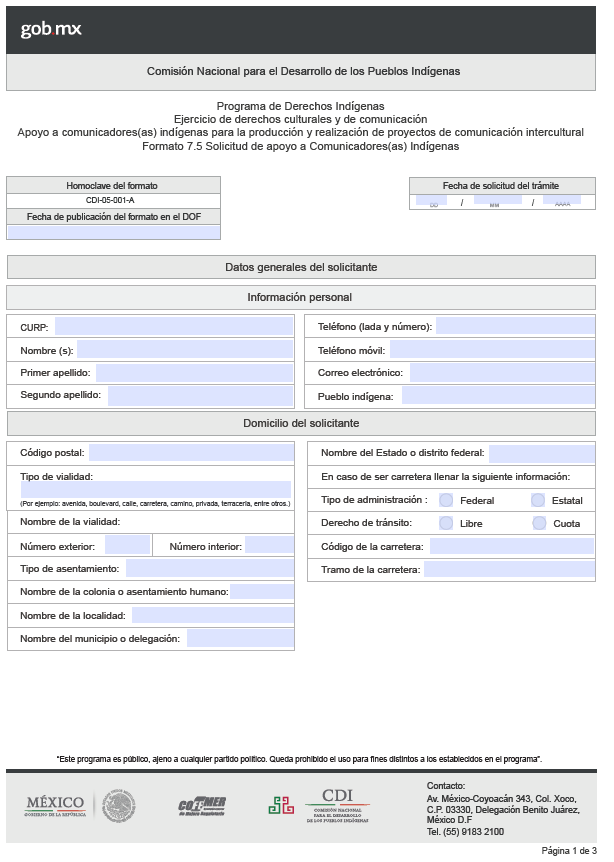 gob.mx
Comisión Nacional para el Desarrollo de los Pueblos Indígenas
Programa de Derechos Indígenas
Ejercicio de derechos culturales y de comunicación
Apoyo a comunicadores(as) indígenas para la producción y realización de proyectos de comunicación intercultural
Formato 7.5 Solicitud de apoyo a Comunicadores(as) Indígenas
Homoclave del formato
CDI-05-001-A
Fecha de publicación del formato en el DOF
Fecha de solicitud del trámite
DD / MM / AAAA
Datos generales del solicitante
Información personal
CURP:
Nombre (s):
Primer apellido:
Segundo apellido:
Teléfono (lada y número):
Teléfono móvil:
Correo electrónico:
Pueblo indígena:
Domicilio del solicitante
Código postal:
Tipo de vialidad:
(Por ejemplo: avenida, boulevard, calle, carretera, camino, privada, terracería, entre otros.)
Nombre de la vialidad:
Número exterior: Número interior:
Tipo de asentamiento:
Nombre de la colonia o asentamiento humano:
Nombre de la localidad:
Nombre del municipio o delegación:
Nombre del Estado o distrito federal:
En caso de ser carretera llenar la siguiente información:
Tipo de administración : Federal Estatal
Derecho de tránsito: Libre Cuota
Código de la carretera:
Tramo de la carretera:
"Este programa es público, ajeno a cualquier partido político. Queda prohibido el uso para fines distintos a los establecidos en el programa".
MÉXICO
GOBIERNO DE LA REPÚBLICA
COFEMER
de Mejora Regulatoria
CDI
COMISIÓN NACIONAL
PARA EL DESARROLLO
DE LOS PUEBLOS INDÍGENAS
Contacto:
Av. México-Coyoacán 343, Col. Xoco,
C.P. 03330, Delegación Benito Juárez,
México D.F
Tel. (55) 9183 2100
Página 1 de 3